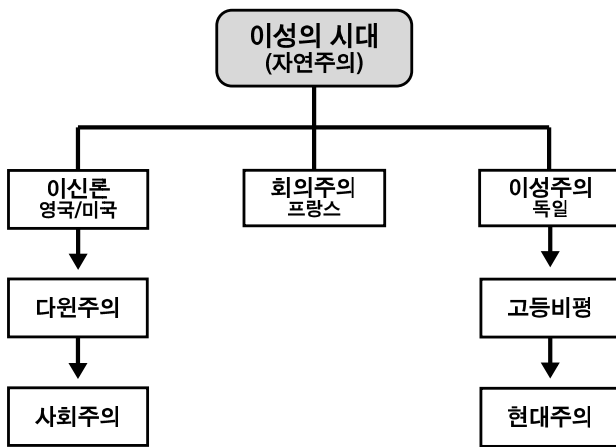 이성의 시대
(자연주의)
이신론
영국/미국
회의주의
프랑스
이성주의
독일
다윈주의
고등비평
사회주의
현대주의